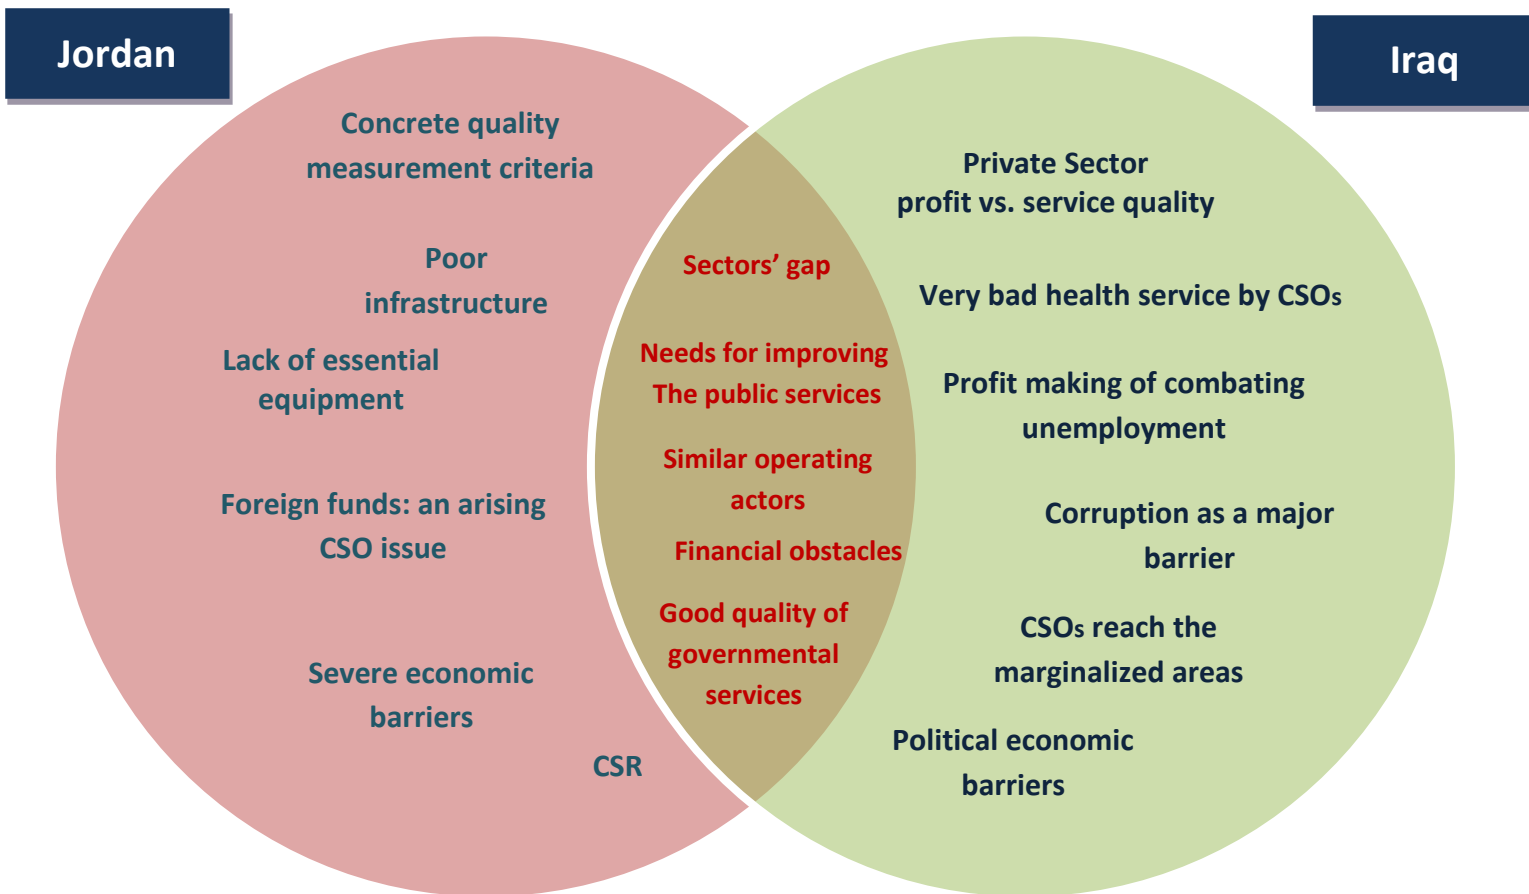 Jordan
Iraq
Concrete quality
measurement criteria
Poor
infrastructure
Lack of essential
equipment
Foreign funds: an arising
CSO issue
Severe economic
barriers
CSR
Sectors’ gap
Needs for improving
The public services
Similar operating
actors
Financial obstacles
Good quality of
governmental
services
Private Sector
profit vs. service quality
Very bad health service by CSOs
Profit making of combating
unemployment
Corruption as a major
barrier
CSOs reach the
marginalized areas
Political economic
barriers